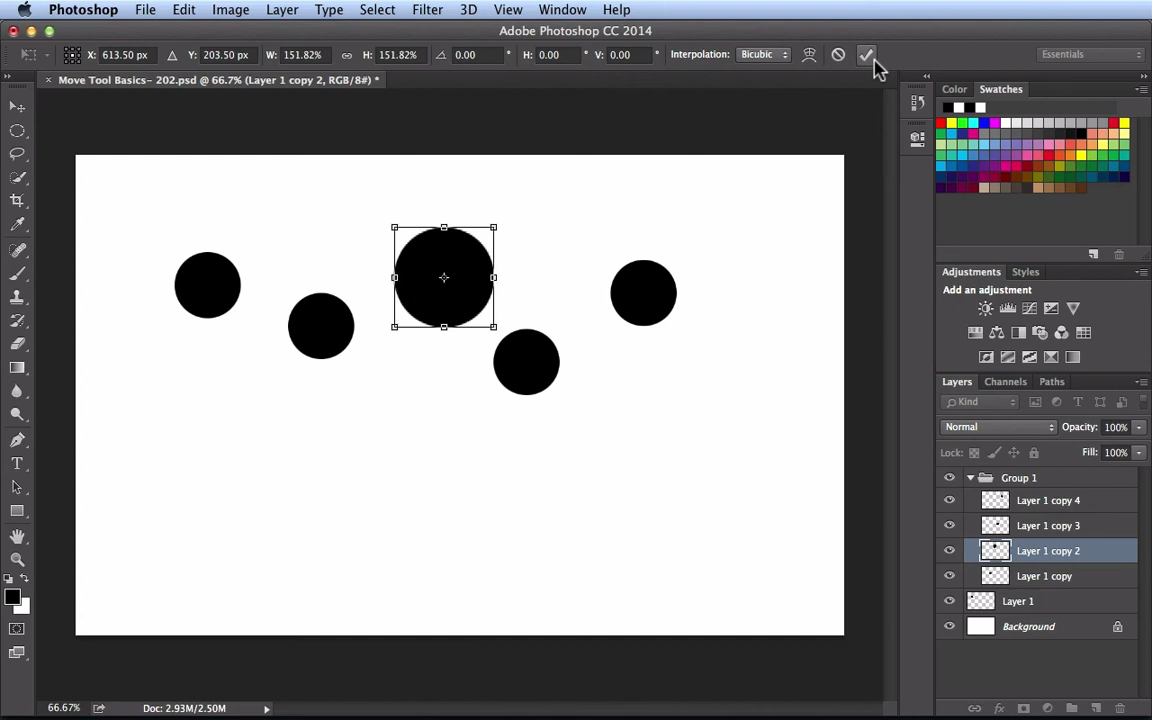 Photoshop File Edit Image Layer Type Select Filter 3D View Window Help
Adobe Photoshop CC 2014
X: 613.50 px Y: 203.50 px W: 151.82% H: 151.82% 0.00 ° H: 0.00 ° V: 0.00 ° Interpolation: Bicubic Essentials
× Move Tool Basics- 202.psd @ 66.7% (Layer 1 copy 2, RGB/8#) *
Color Swatches
Adjustments Styles
Add an adjustment
Layers Channels Paths
Kind
Normal Opacity: 100%
Lock: Fill: 100%
Group 1
Layer 1 copy 4
Layer 1 copy 3
Layer 1 copy 2
Layer 1 copy
Layer 1
Background
66.67% Doc: 2.93M/2.50M